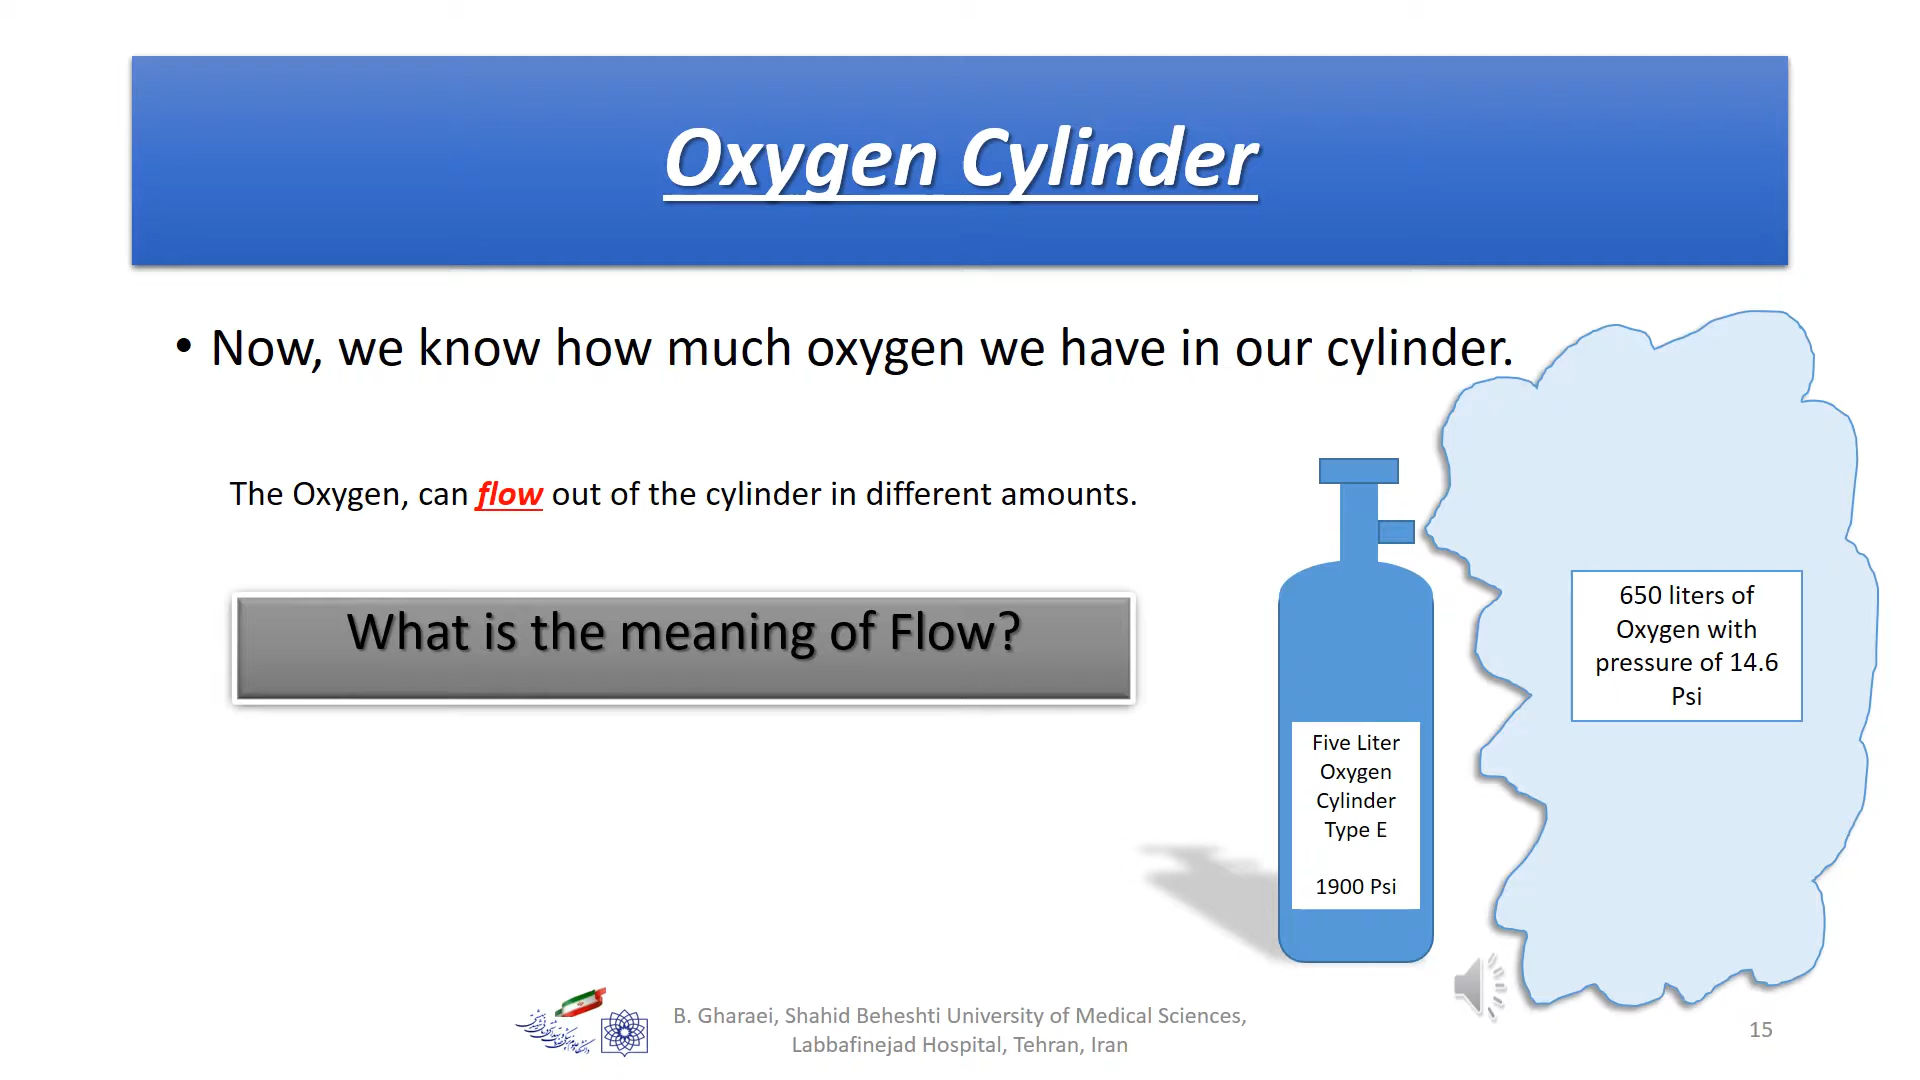 Oxygen Cylinder
• Now, we know how much oxygen we have in our cylinder.
The Oxygen, can flow out of the cylinder in different amounts.
What is the meaning of Flow?
650 liters of
Oxygen with
pressure of 14.6
Psi
Five Liter
Oxygen
Cylinder
Type E
1900 Psi
B. Gharaei, Shahid Beheshti University of Medical Sciences,
Labbafinejad Hospital, Tehran, Iran
15